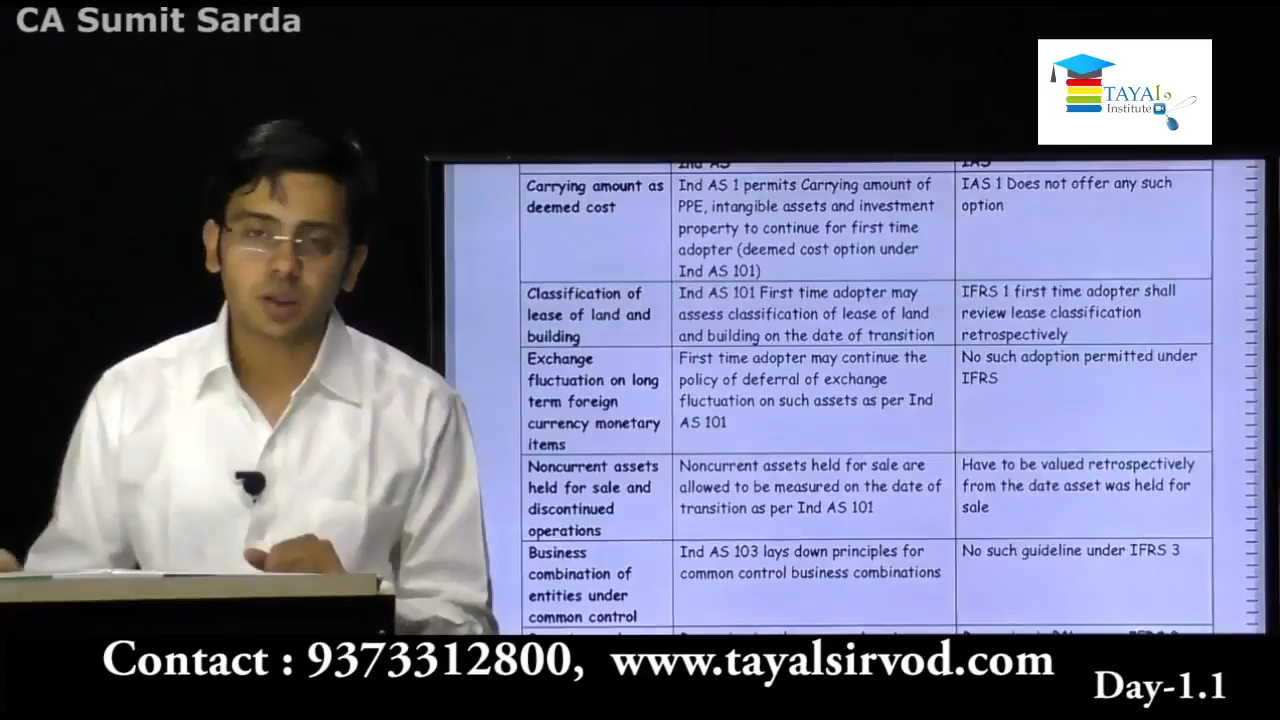 CA Sumit Sarda
TAYAL's
Institute
Ind AS
IAS
Carrying amount as
deemed cost
Ind AS 1 permits Carrying amount of
PPE, intangible assets and investment
property to continue for first time
adopter (deemed cost option under
Ind AS 101)
IAS 1 Does not offer any such
option
Classification of
lease of land and
building
Ind AS 101 First time adopter may
assess classification of lease of land
and building on the date of transition
IFRS 1 first time adopter shall
review lease classification
retrospectively
Exchange
fluctuation on long
term foreign
currency monetary
items
First time adopter may continue the
policy of deferral of exchange
fluctuation on such assets as per Ind
AS 101
No such adoption permitted under
IFRS
Noncurrent assets
held for sale and
discontinued
operations
Noncurrent assets held for sale are
allowed to be measured on the date of
transition as per Ind AS 101
Have to be valued retrospectively
from the date asset was held for
sale
Business
combination of
entities under
common control
Ind AS 103 lays down principles for
common control business combinations
No such guideline under IFRS 3
Contact : 9373312800, www.tayalsirvod.com
Day-1.1